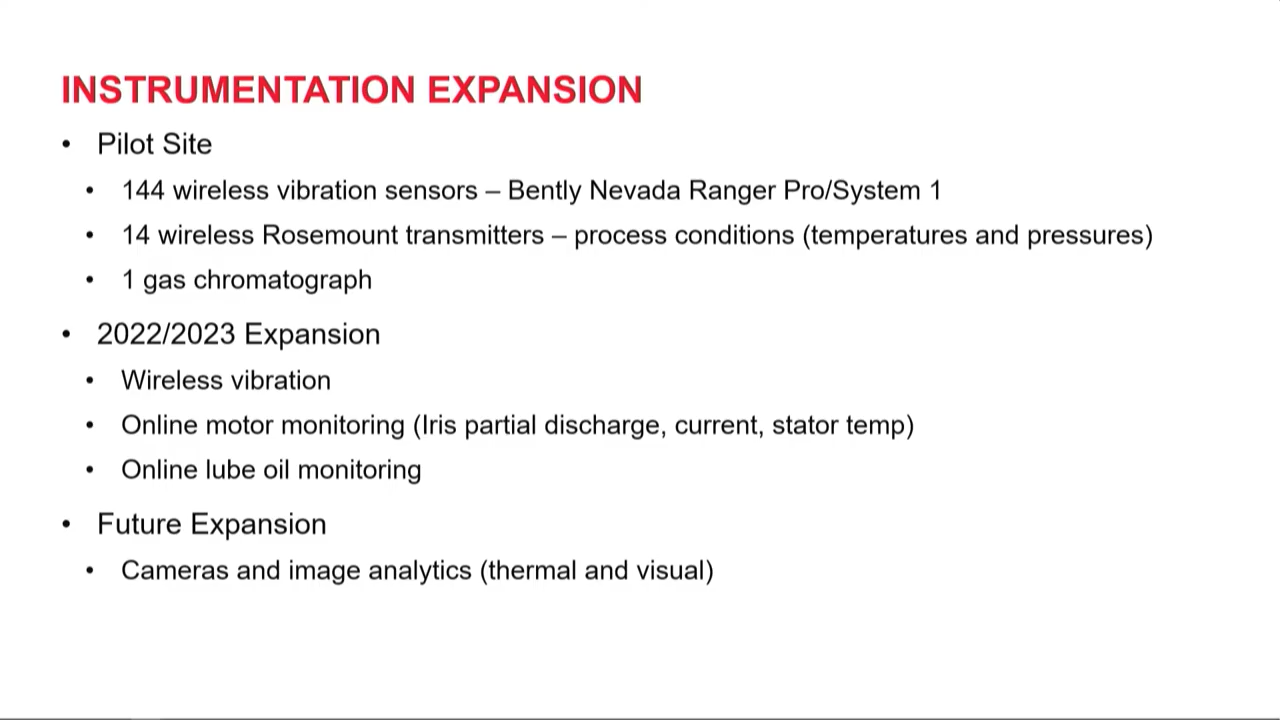 INSTRUMENTATION EXPANSION
• Pilot Site
• 144 wireless vibration sensors – Bently Nevada Ranger Pro/System 1
• 14 wireless Rosemount transmitters – process conditions (temperatures and pressures)
• 1 gas chromatograph
• 2022/2023 Expansion
• Wireless vibration
• Online motor monitoring (Iris partial discharge, current, stator temp)
• Online lube oil monitoring
• Future Expansion
• Cameras and image analytics (thermal and visual)